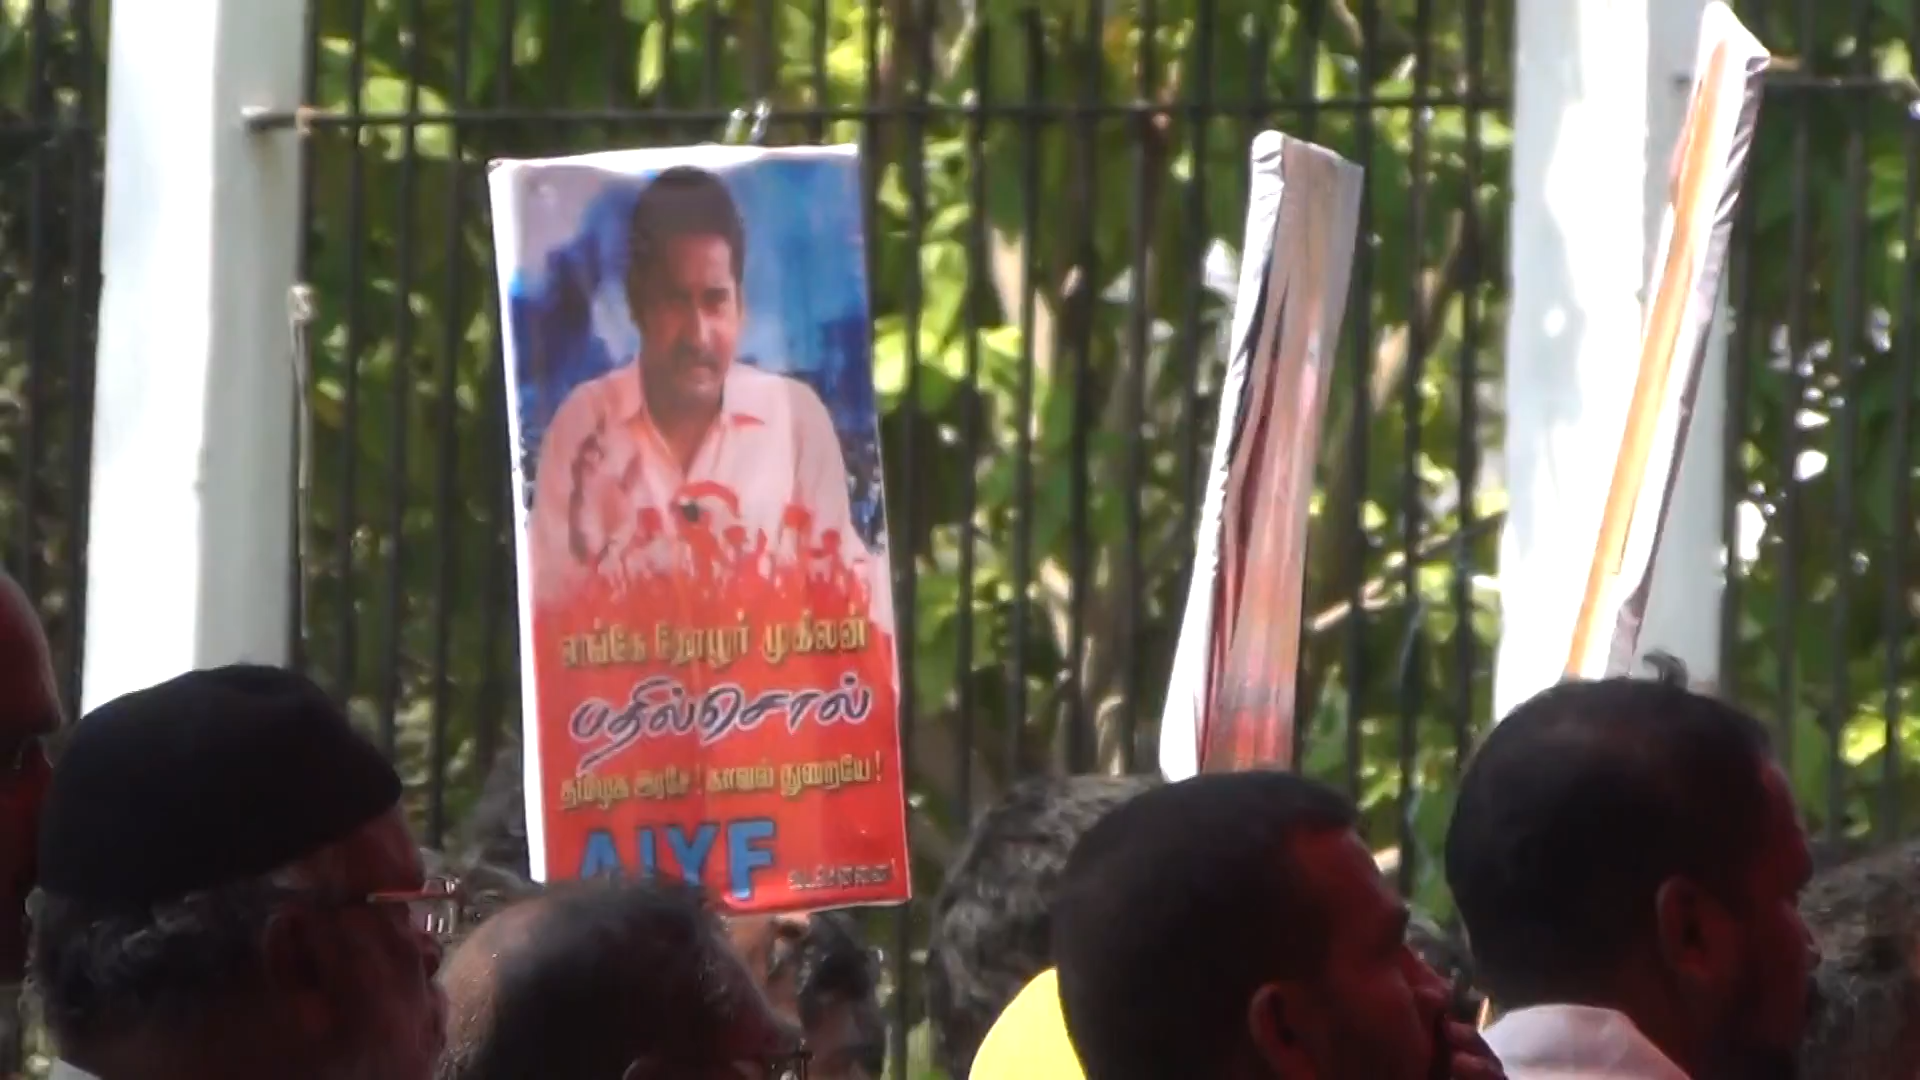 எங்கே தோழர் முகிலன்
பதில்சொல்
தமிழக அரசே! காவல் துறையே!
AIYF